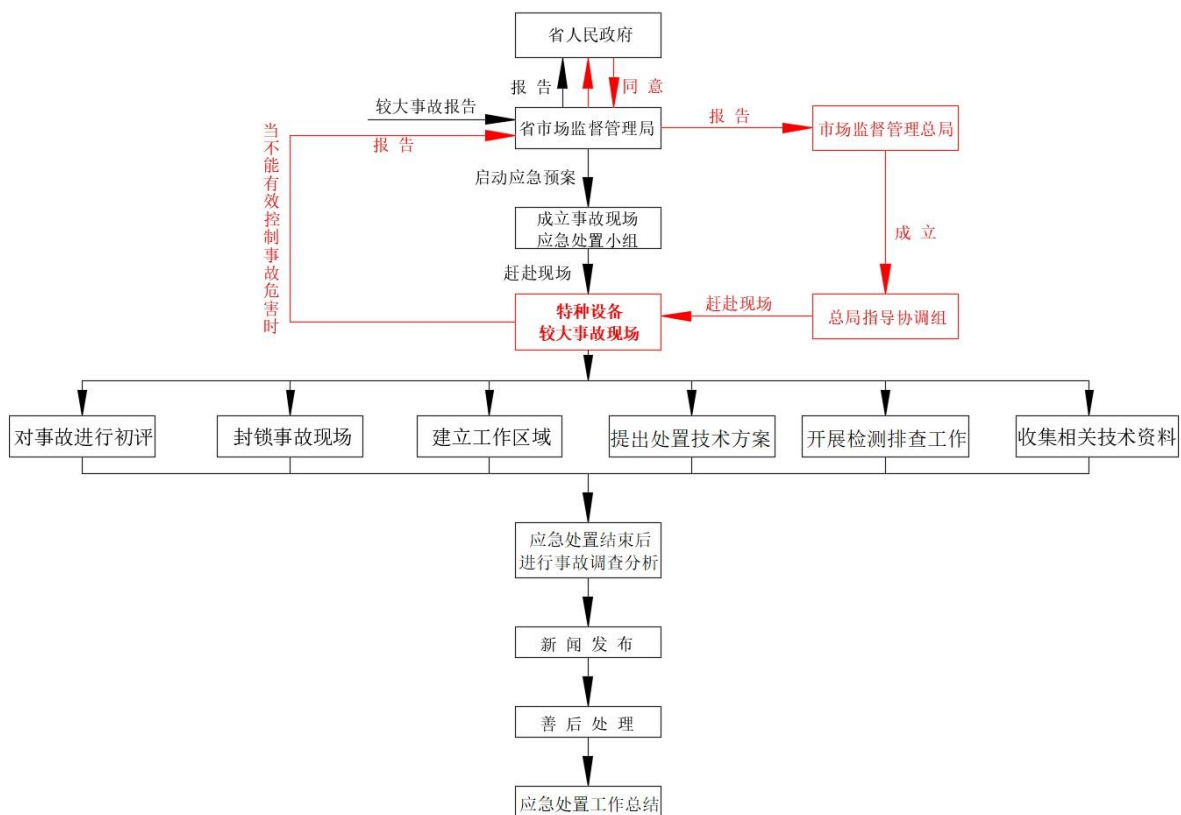 省人民政府
报 告
同 意
较大事故报告
省市场监督管理局
报 告
市场监督管理总局
报 告
当不能有效控制事故危害时
启动应急预案
成立事故现场
应急处置小组
成 立
赶赴现场
特种设备
较大事故现场
赶赴现场
总局指导协调组
对事故进行初评
封锁事故现场
建立工作区域
提出处置技术方案
开展检测排查工作
收集相关技术资料
应急处置结束后
进行事故调查分析
新 闻 发 布
善 后 处 理
应急处置工作总结